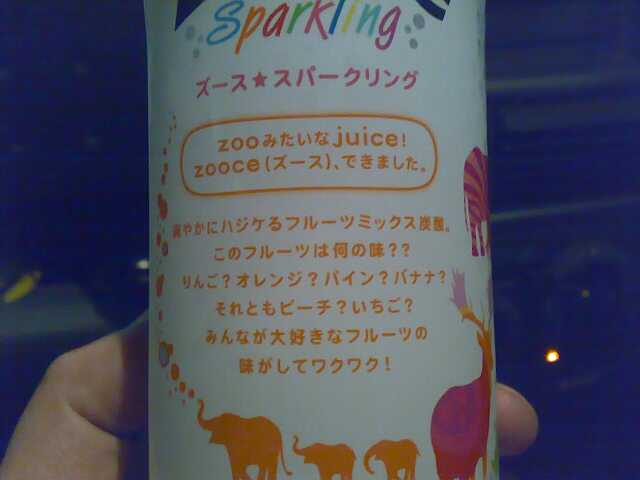 Sparkling
ズース★スパークリング
zooみたいなjuice!
zooce(ズース)、できました。
爽やかにハジケるフルーツミックス炭酸。
このフルーツは何の味??
りんご?オレンジ?パイン?バナナ?
それともピーチ?いちご?
みんなが大好きなフルーツの
味がしてワクワク!